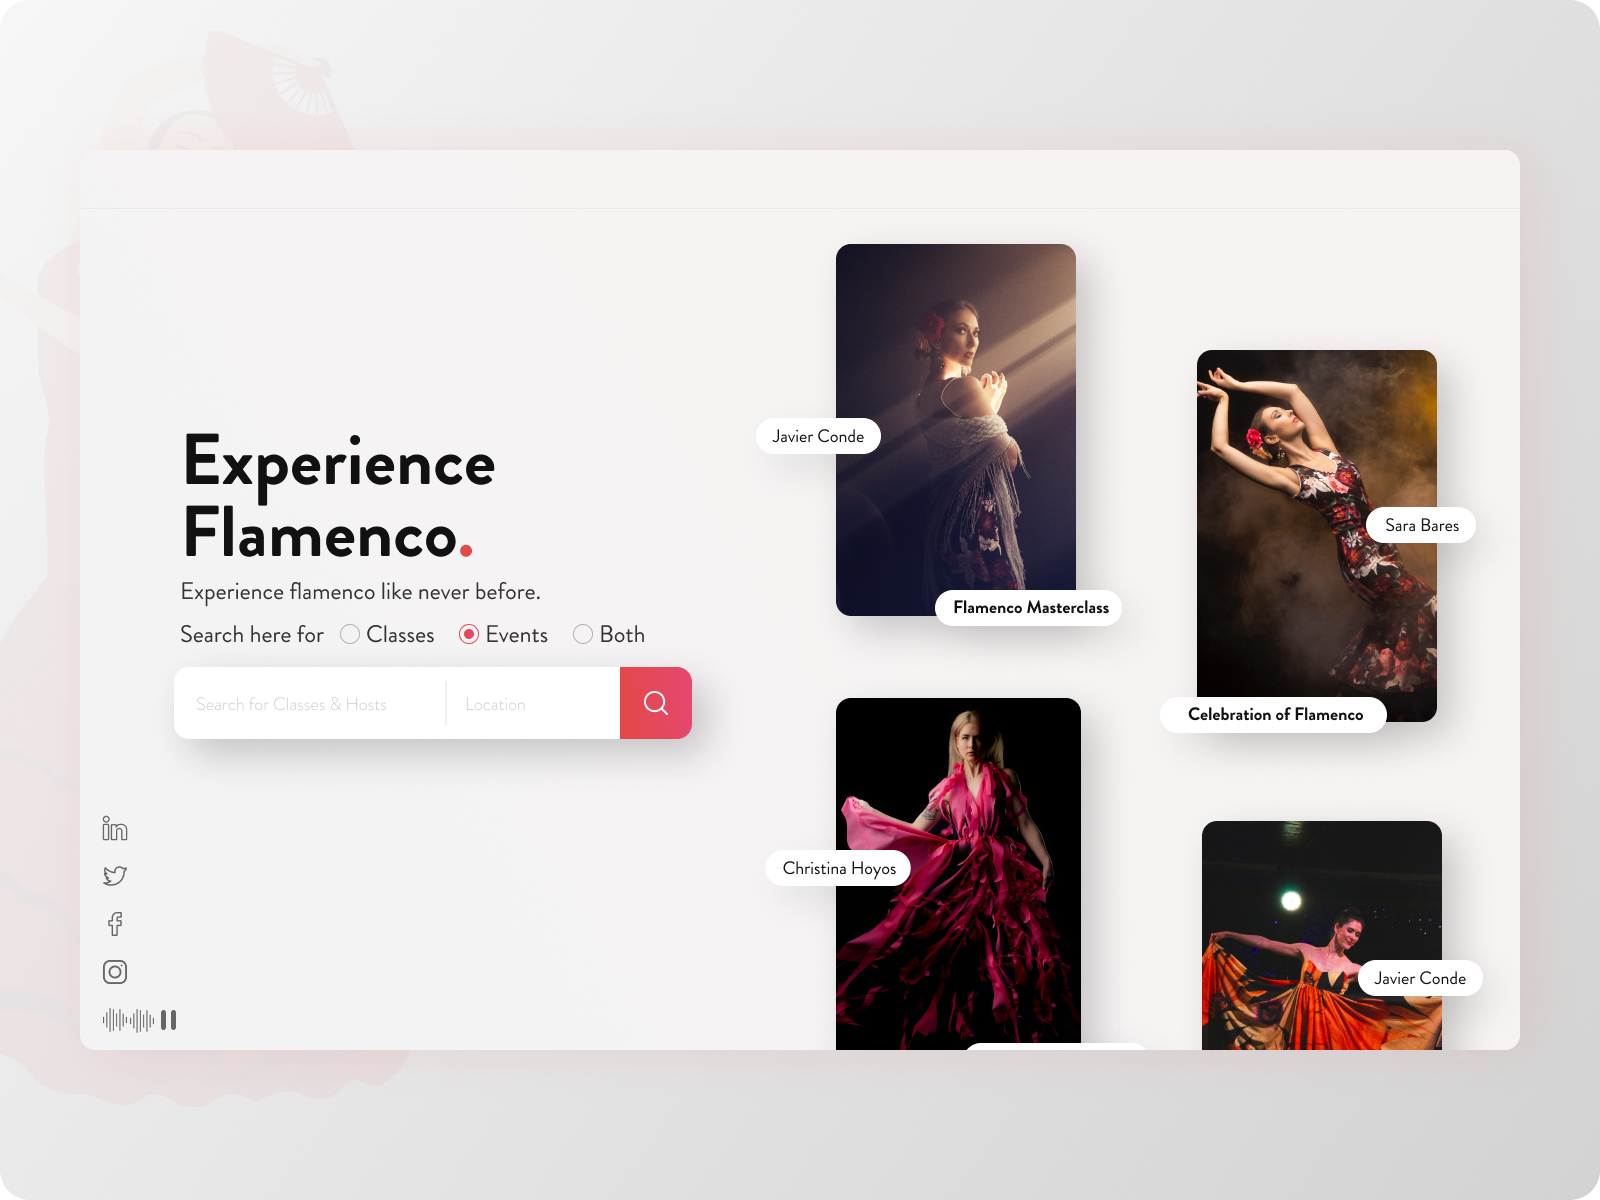 Experience
Flamenco.
Experience flamenco like never before.
Search here for Classes Events Both
Search for Classes & Hosts Location
Javier Conde
Flamenco Masterclass
Sara Bares
Celebration of Flamenco
Christina Hoyos
Javier Conde
in